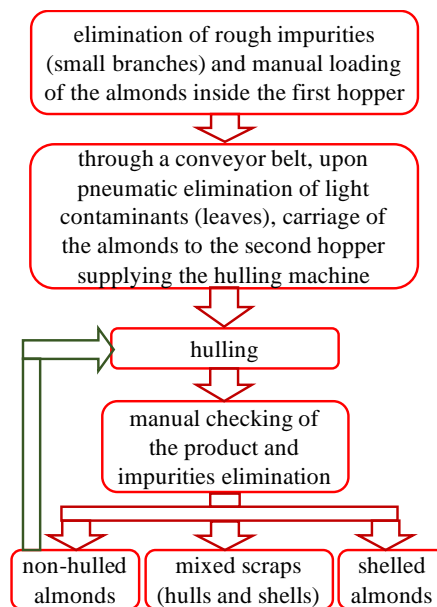 elimination of rough impurities
(small branches) and manual loading
of the almonds inside the first hopper
through a conveyor belt, upon
pneumatic elimination of light
contaminants (leaves), carriage of
the almonds to the second hopper
supplying the hulling machine
hulling
manual checking of
the product and
impurities elimination
non-hulled
almonds
mixed scraps
(hulls and shells)
shelled
almonds